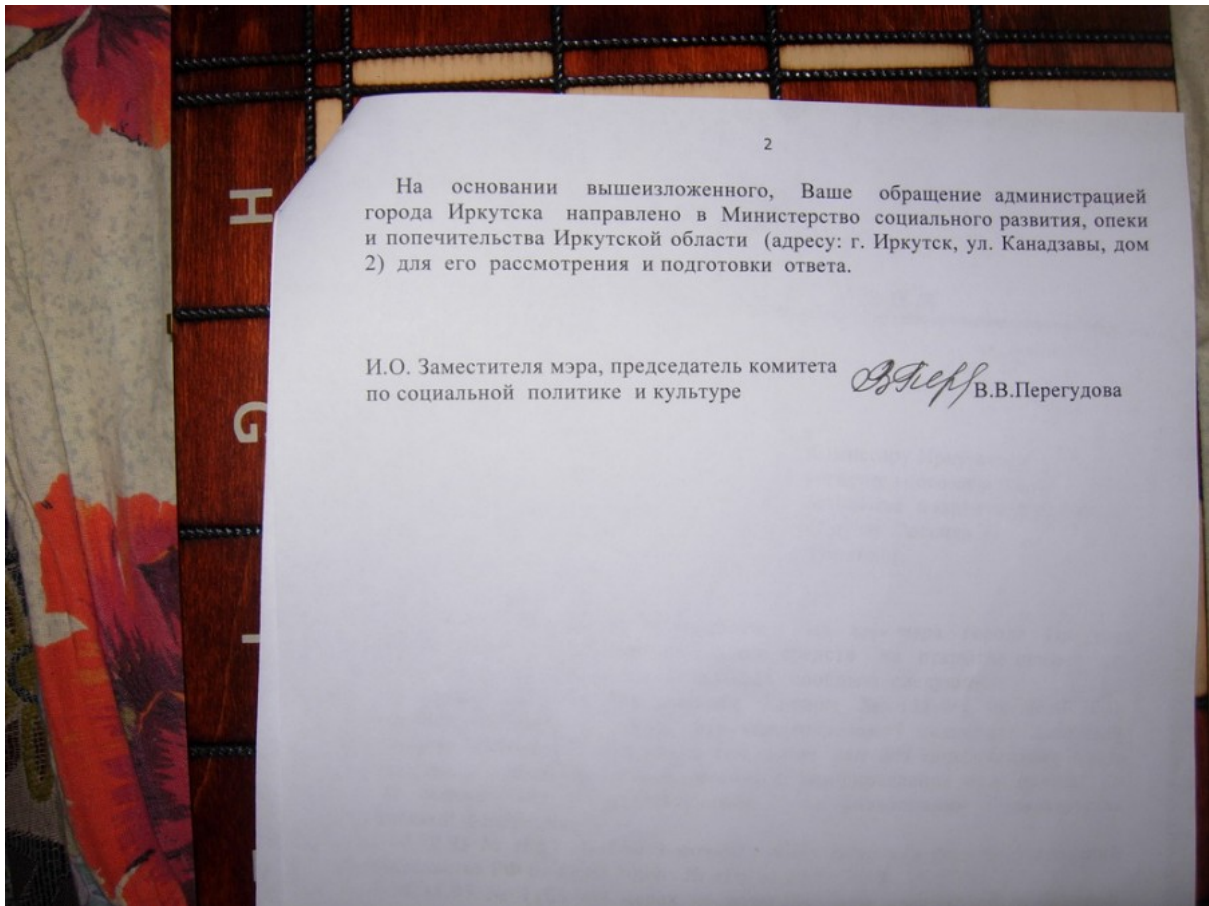 2
На основании вышеизложенного, Ваше обращение администрацией
города Иркутска направлено в Министерство социального развития, опеки
и попечительства Иркутской области (адресу: г. Иркутск, ул. Канадзавы, дом
2) для его рассмотрения и подготовки ответа.
И.О. Заместителя мэра, председатель комитета
по социальной политике и культуре
В.В.Перегудова
H
G